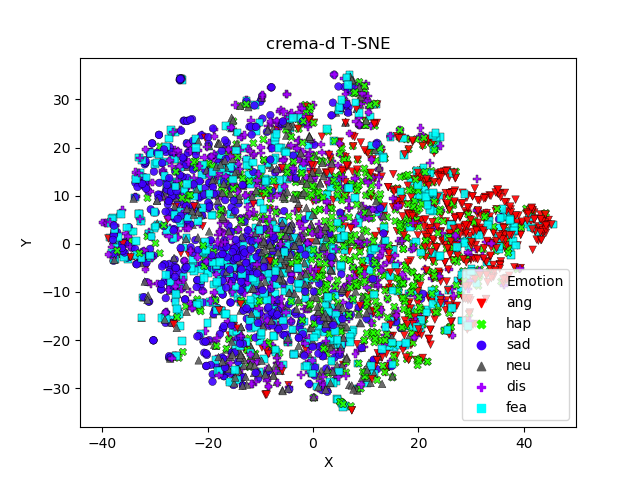 crema-d T-SNE
30
20
10
0
−10
−20
−30
Y
−40
−20
0
20
40
X
Emotion
ang
hap
sad
neu
dis
fea